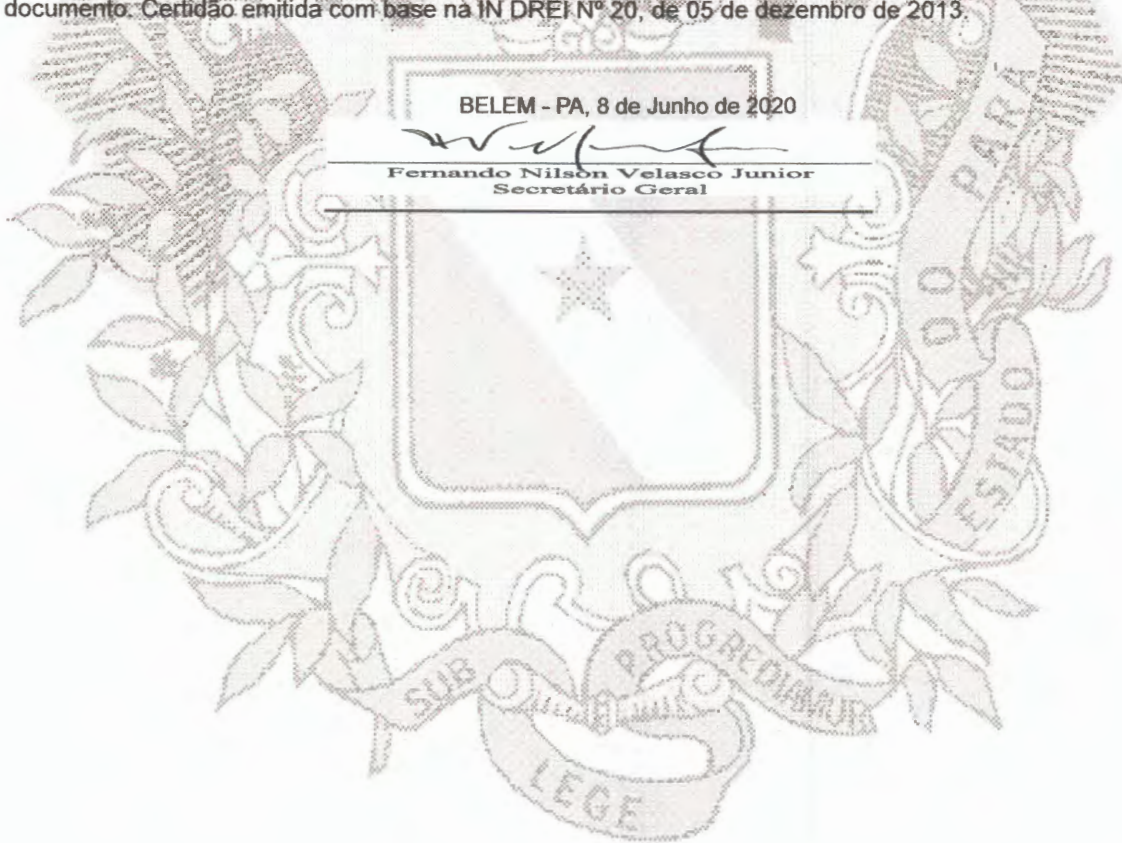 documento. Certidão emitida com base na IN DREI Nº 20, de 05 de dezembro de 2013.
BELEM - PA, 8 de Junho de 2020
Fernando Nilson Velasco Junior
Secretário Geral
ESTADO DO PARÁ
SUB LEGE PROGREDIAMUR